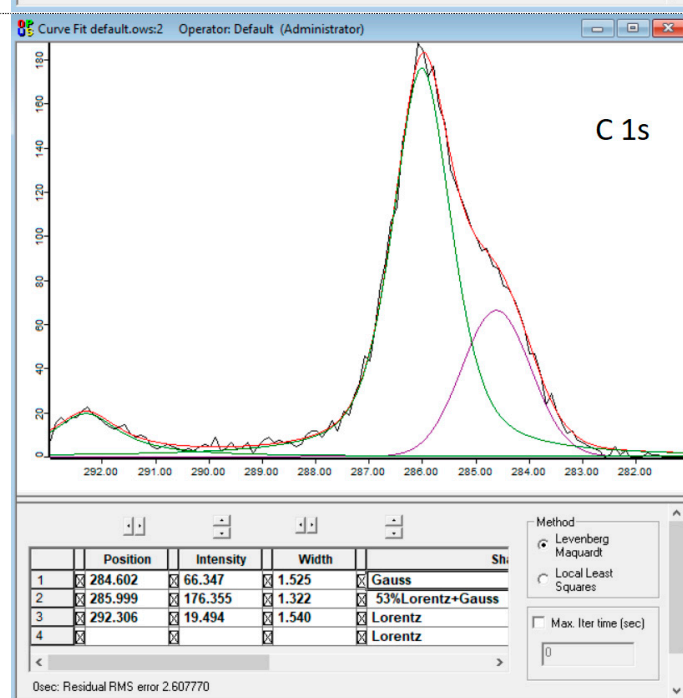 Curve Fit default.ows:2 Operator: Default (Administrator)
180
160
140
120
100
80
60
40
20
0
C 1s
292.00 291.00 290.00 289.00 288.00 287.00 286.00 285.00 284.00 283.00 282.00
Position Intensity Width Sh
1 284.602 66.347 1.525 Gauss
2 285.999 176.355 1.322 53%Lorentz+Gauss
3 292.306 19.494 1.540 Lorentz
4 Lorentz
Method
Levenberg
Maquardt
Local Least
Squares
Max. Iter time (sec)
0
0sec: Residual RMS error 2.607770